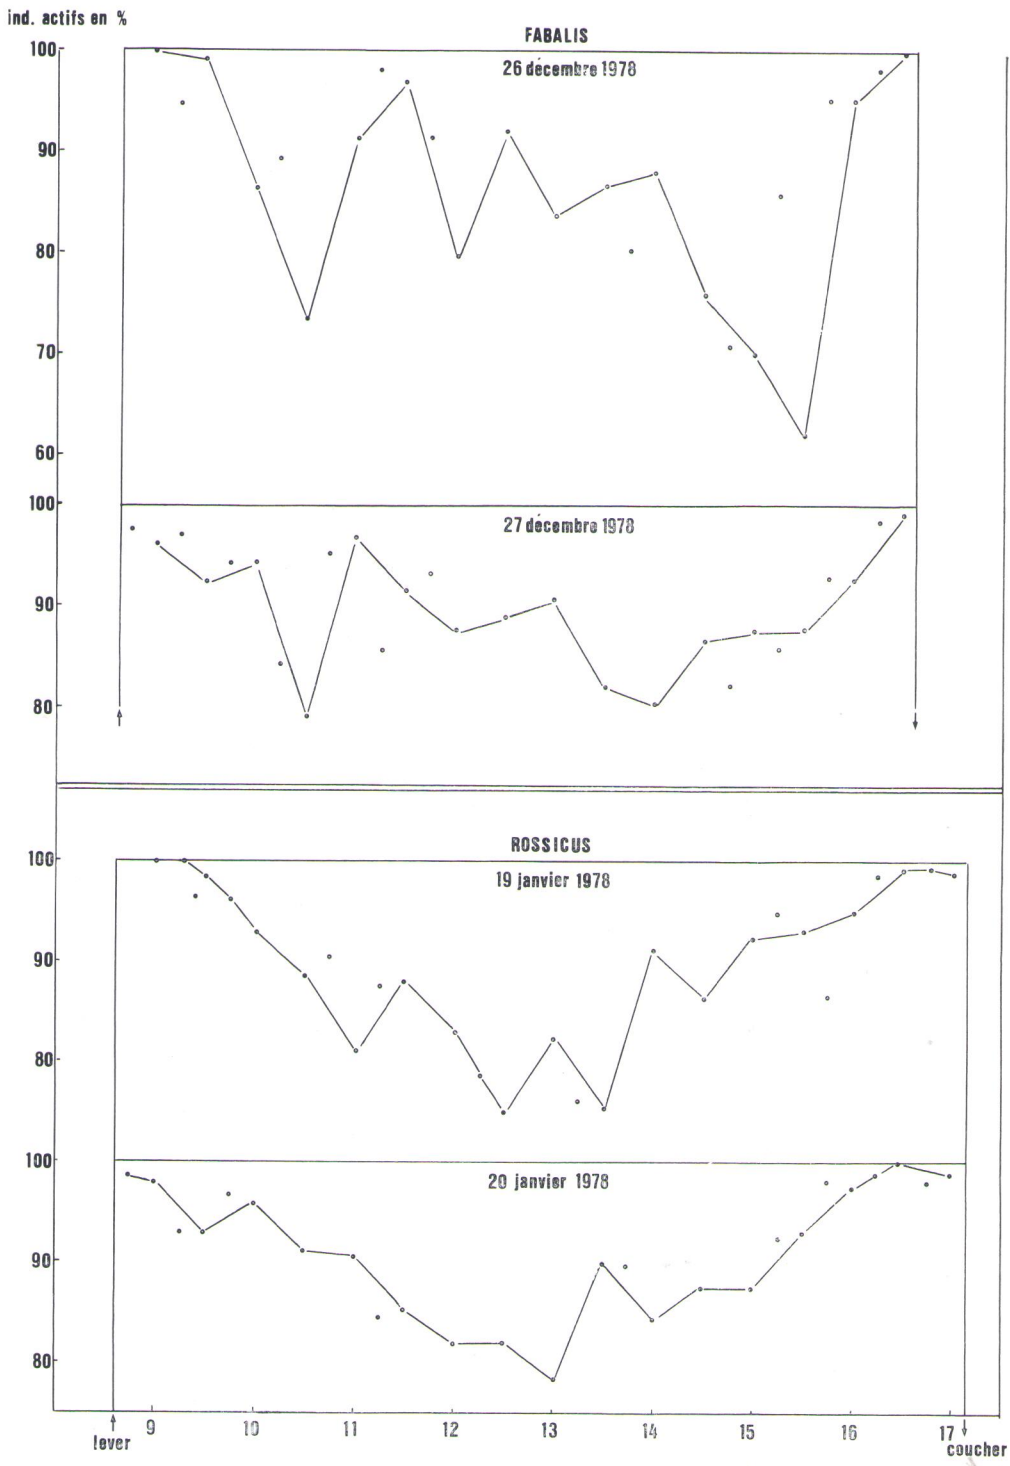 ind. actifs en %
FABALIS
26 décembre 1978
100
90
80
70
60
27 décembre 1978
100
90
80
ROSSICUS
19 janvier 1978
100
90
80
20 janvier 1978
100
90
80
9 10 11 12 13 14 15 16 17
lever coucher